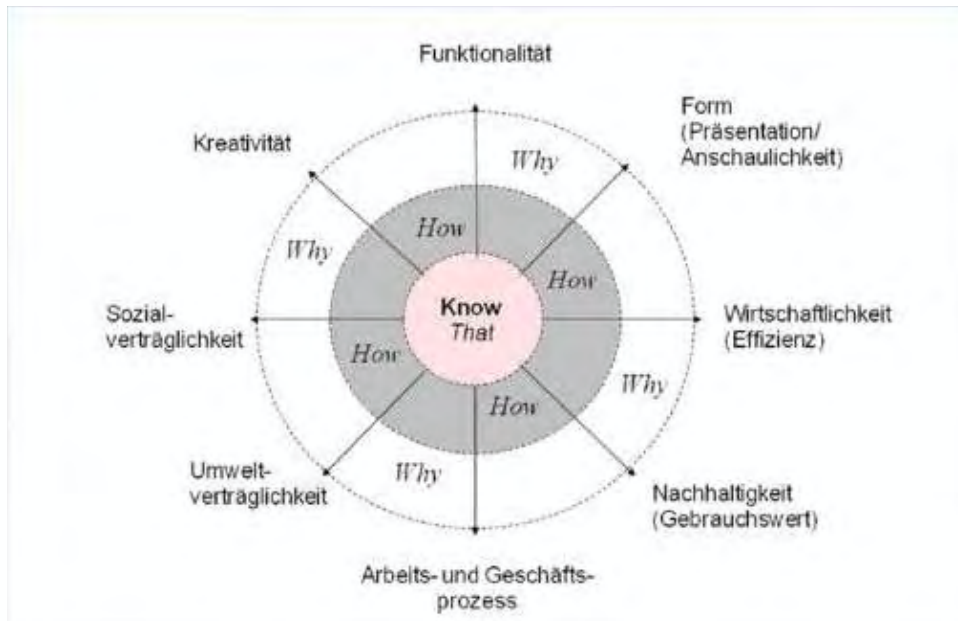 Funktionalität
Form
(Präsentation/
Anschaulichkeit)
Kreativität
Why
How
Why
How
Know
That
Sozial-
verträglichkeit
Wirtschaftlichkeit
(Effizienz)
How
Why
How
Why
Umwelt-
verträglichkeit
Nachhaltigkeit
(Gebrauchswert)
Arbeits- und Geschäfts-
prozess